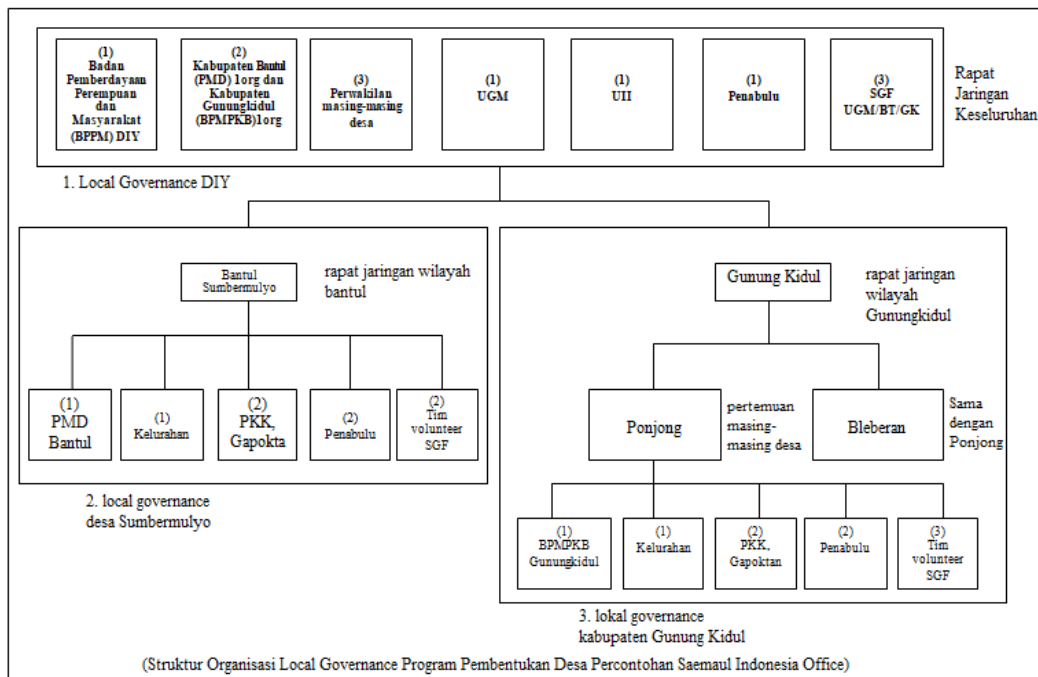 (1)
Badan
Pemberdayaan
Perempuan
dan
Masyarakat
(BPPM) DIY
(2)
Kabupaten Bantul
(PMD) 1org dan
Kabupaten
Gunungkidul
(BPMPKB)1org
(3)
Perwakilan
masing-masing
desa
(1)
UGM
(1)
UII
(1)
Penabulu
(3)
SGF
UGM/BT/GK
Rapat
Jaringan
Keseluruhan
1. Local Governance DIY
Bantul
Sumbermulyo
rapat jaringan wilayah
bantul
(1)
PMD
Bantul
(1)
Kelurahan
(2)
PKK,
Gapokta
(2)
Penabulu
(2)
Tim
volunteer
SGF
2. local governance
desa Sumbermulyo
Gunung Kidul
rapat jaringan
wilayah
Gunungkidul
Ponjong
pertemuan
masing-
masing desa
Bleberan
Sama
dengan
Ponjong
(1)
BPMPKB
Gunungkidul
(1)
Kelurahan
(2)
PKK,
Gapoktan
(2)
Penabulu
(3)
Tim
volunteer
SGF
3. lokal governance
kabupaten Gunung Kidul
(Struktur Organisasi Local Governance Program Pembentukan Desa Percontohan Saemaul Indonesia Office)